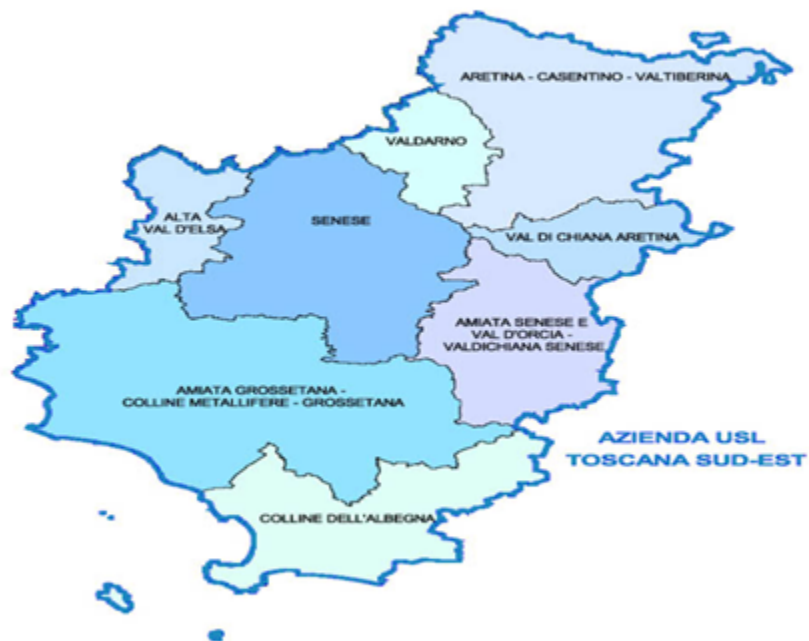 ARETINA - CASENTINO - VALTIBERINA
VALDARNO
ALTA
VAL D'ELSA
SENESE
VAL DI CHIANA ARETINA
AMIATA SENESE E
VAL D'ORCIA -
VALDICHIANA SENESE
AMIATA GROSSETANA -
COLLINE METALLIFERE - GROSSETANA
AZIENDA USL
TOSCANA SUD-EST
COLLINE DELL'ALBEGNA